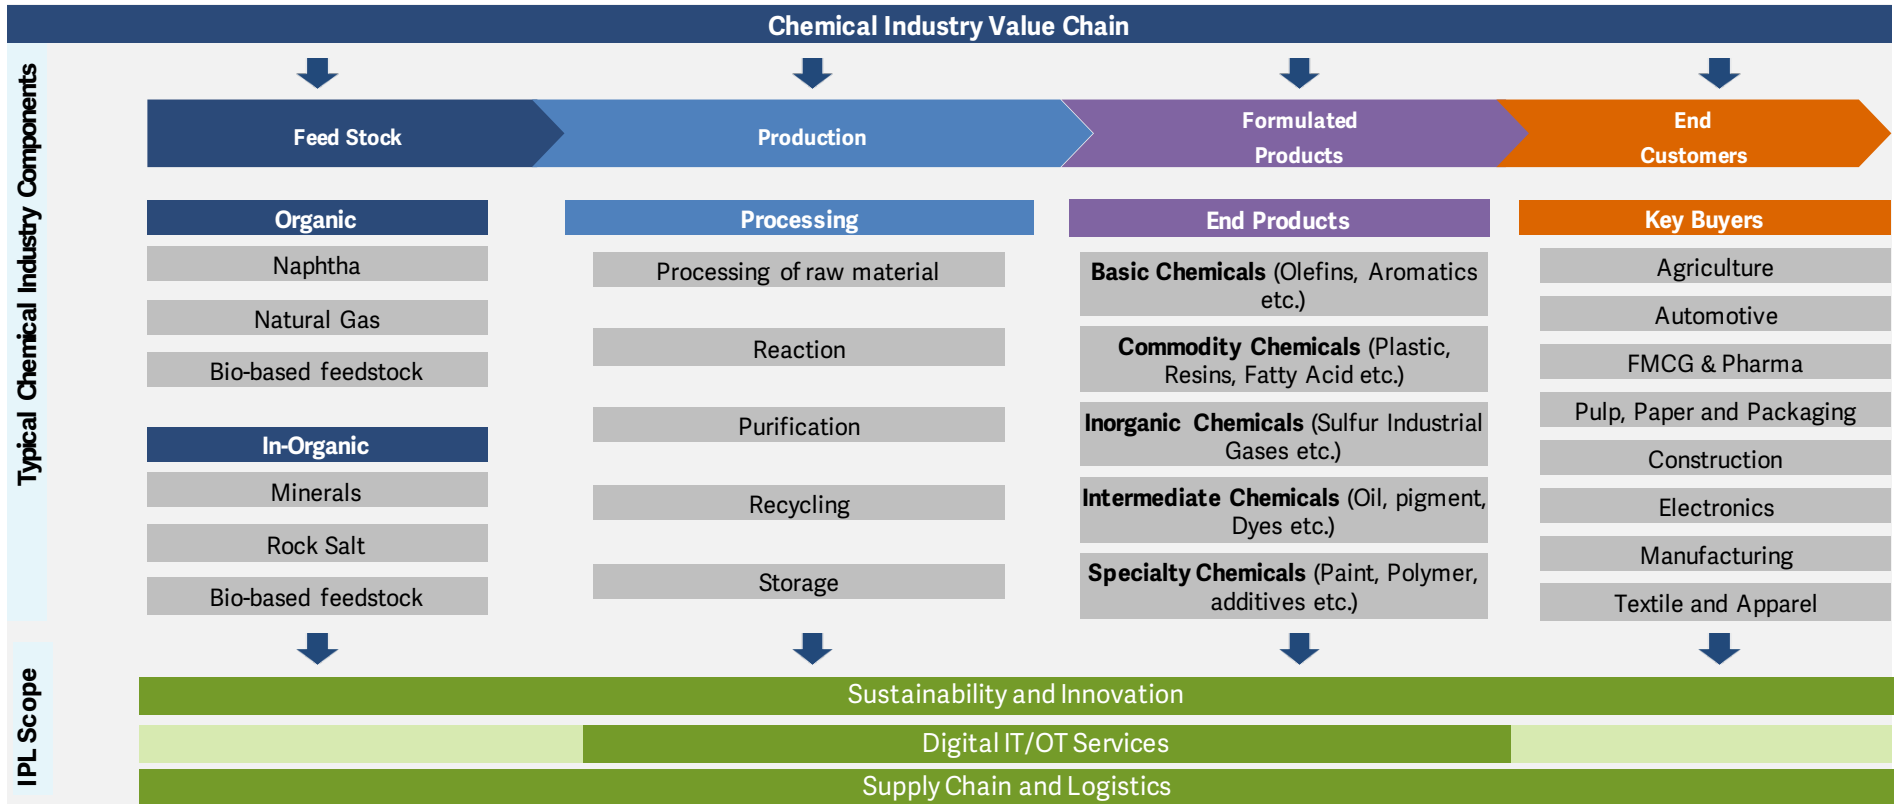 Chemical Industry Value Chain
Typical Chemical Industry Components
Feed Stock
Production
Formulated
Products
End
Customers
Organic
Naphtha
Natural Gas
Bio-based feedstock
In-Organic
Minerals
Rock Salt
Bio-based feedstock
Processing
Processing of raw material
Reaction
Purification
Recycling
Storage
End Products
Basic Chemicals (Olefins, Aromatics
etc.)
Commodity Chemicals (Plastic,
Resins, Fatty Acid etc.)
Inorganic Chemicals (Sulfur Industrial
Gases etc.)
Intermediate Chemicals (Oil, pigment,
Dyes etc.)
Specialty Chemicals (Paint, Polymer,
additives etc.)
Key Buyers
Agriculture
Automotive
FMCG & Pharma
Pulp, Paper and Packaging
Construction
Electronics
Manufacturing
Textile and Apparel
IPL Scope
Sustainability and Innovation
Digital IT/OT Services
Supply Chain and Logistics